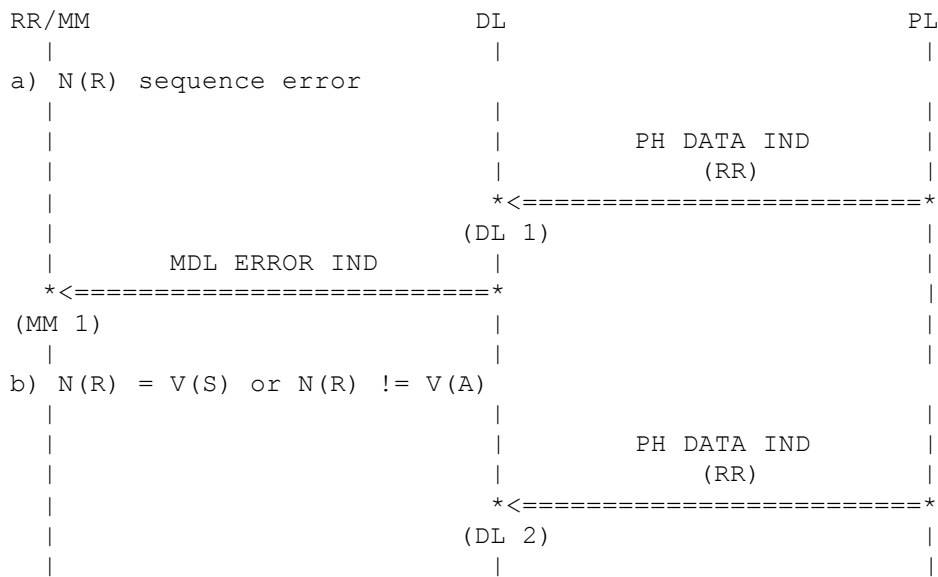 RR/MM DL PL
a) N(R) sequence error
PH DATA IND
(RR)
*<=========================*
(DL 1)
MDL ERROR IND
*<==========================*
(MM 1)
b) N(R) = V(S) or N(R) != V(A)
PH DATA IND
(RR)
*<=========================*
(DL 2)